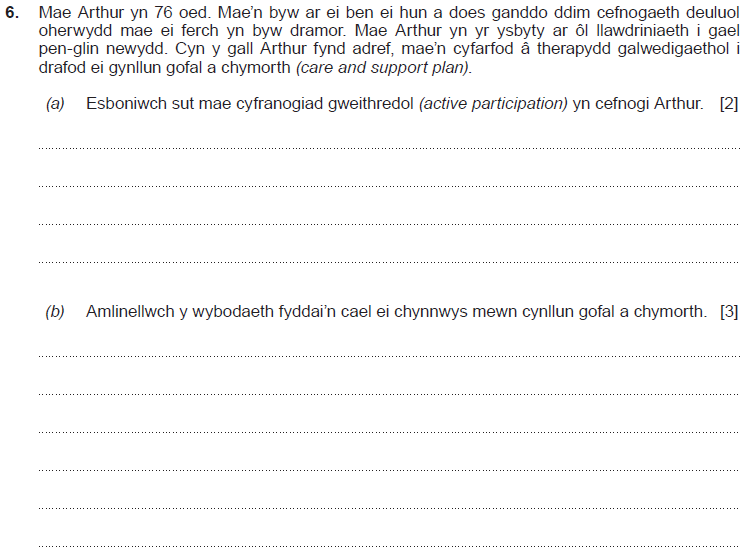 6. Mae Arthur yn 76 oed. Mae'n byw ar ei ben ei hun a does ganddo ddim cefnogaeth deuluol
oherwydd mae ei ferch yn byw dramor. Mae Arthur yn yr ysbyty ar ôl llawdriniaeth i gael
pen-glin newydd. Cyn y gall Arthur fynd adref, mae'n cyfarfod â therapydd galwedigaethol i
drafod ei gynllun gofal a chymorth (care and support plan).
(a) Esboniwch sut mae cyfranogiad gweithredol (active participation) yn cefnogi Arthur. [2]
(b) Amlinellwch y wybodaeth fyddai'n cael ei chynnwys mewn cynllun gofal a chymorth. [3]